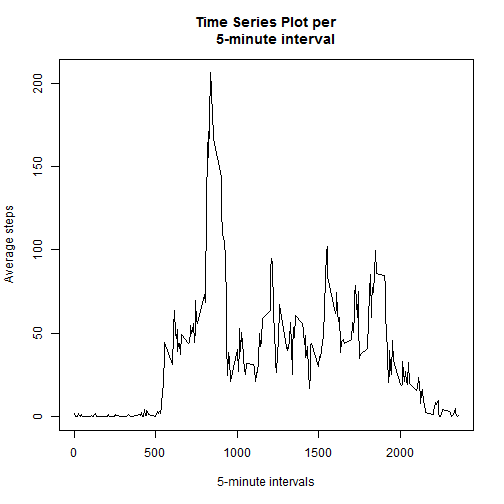 Time Series Plot per
5-minute interval
200
150
100
50
0
Average steps
0 500 1000 1500 2000
5-minute intervals